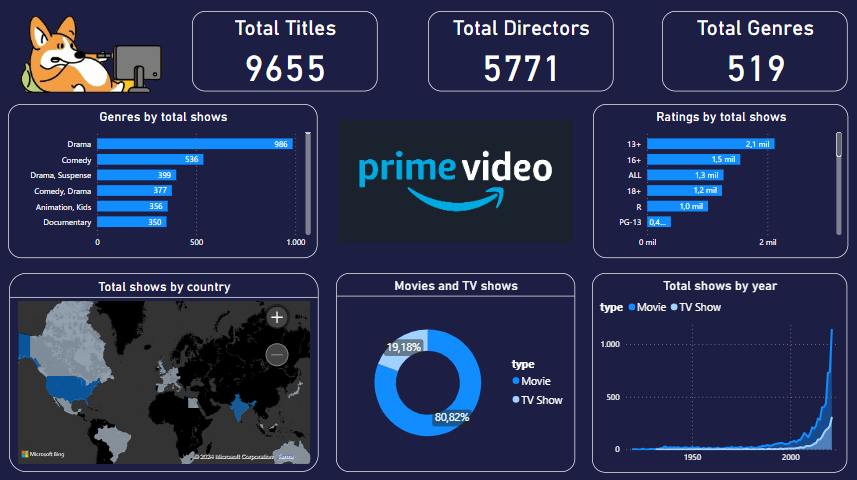 Total Titles
9655
Total Directors
5771
Total Genres
519
Genres by total shows
Drama 986
Comedy 536
Drama, Suspense 399
Comedy, Drama 377
Animation, Kids 356
Documentary 350
0 500 1.000
prime video
Ratings by total shows
13+ 2,1 mil
16+ 1,5 mil
ALL 1,3 mil
18+ 1,2 mil
R 1,0 mil
PG-13 0,4...
0 mil 2 mil
Total shows by country
Microsoft Bing
© 2024 Microsoft Corporation Terms
Movies and TV shows
19,18%
80,82%
type
Movie
TV Show
Total shows by year
type Movie TV Show
1.000
500
0
1950 2000